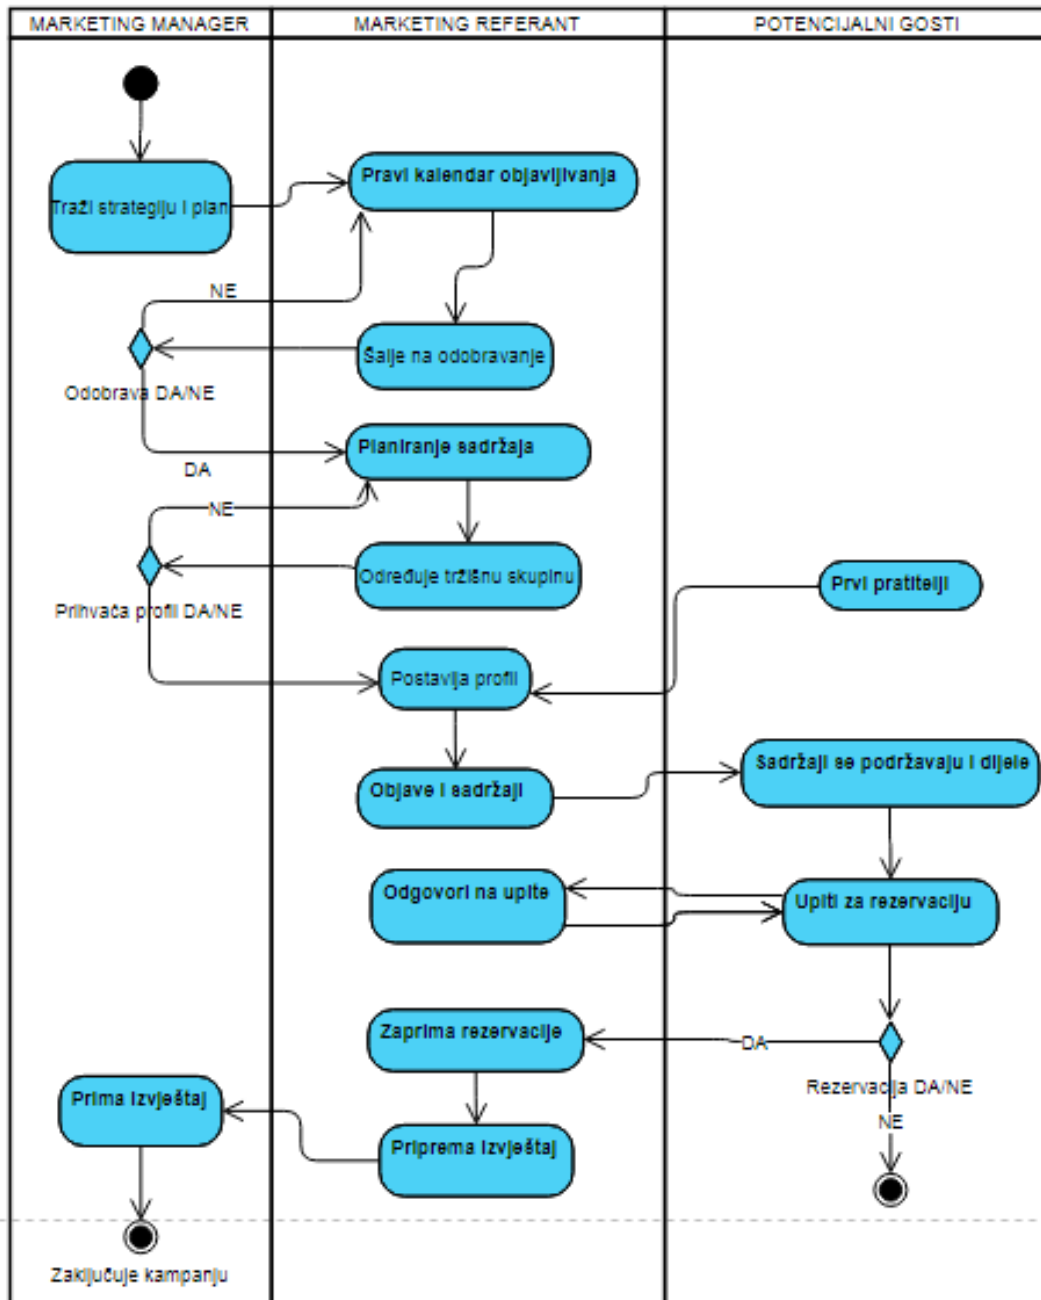 MARKETING MANAGER
MARKETING REFERANT
POTENCIJALNI GOSTI
Traži strategiju i plan
Pravi kalendar objavljivanja
NE
Šalje na odobravanje
Odobrava DA/NE
Planiranje sadržaja
DA
NE
Određuje tržišnu skupinu
Prvi pratitelji
Prihvaća profil DA/NE
Postavlja profil
Sadržaji se podržavaju i dijele
Objave i sadržaji
Odgovori na upite
Upiti za rezervaciju
Zaprima rezervacije
DA
Rezervacija DA/NE
Prima izvještaj
NE
Priprema izvještaj
Zaključuje kampanju